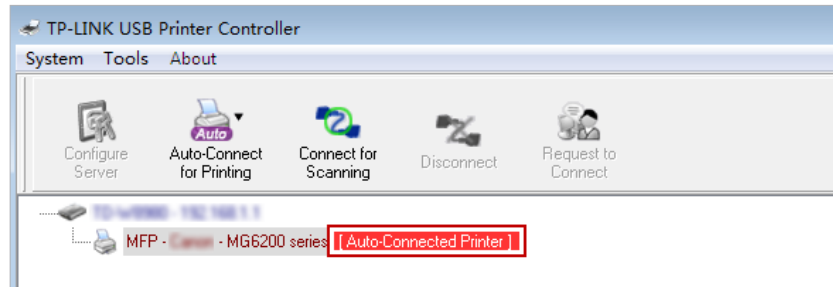 TP-LINK USB Printer Controller
System Tools About
Configure Server
Auto
Auto-Connect for Printing
Connect for Scanning
Disconnect
Request to Connect
MFP - - MG6200 series [ Auto-Connected Printer ]